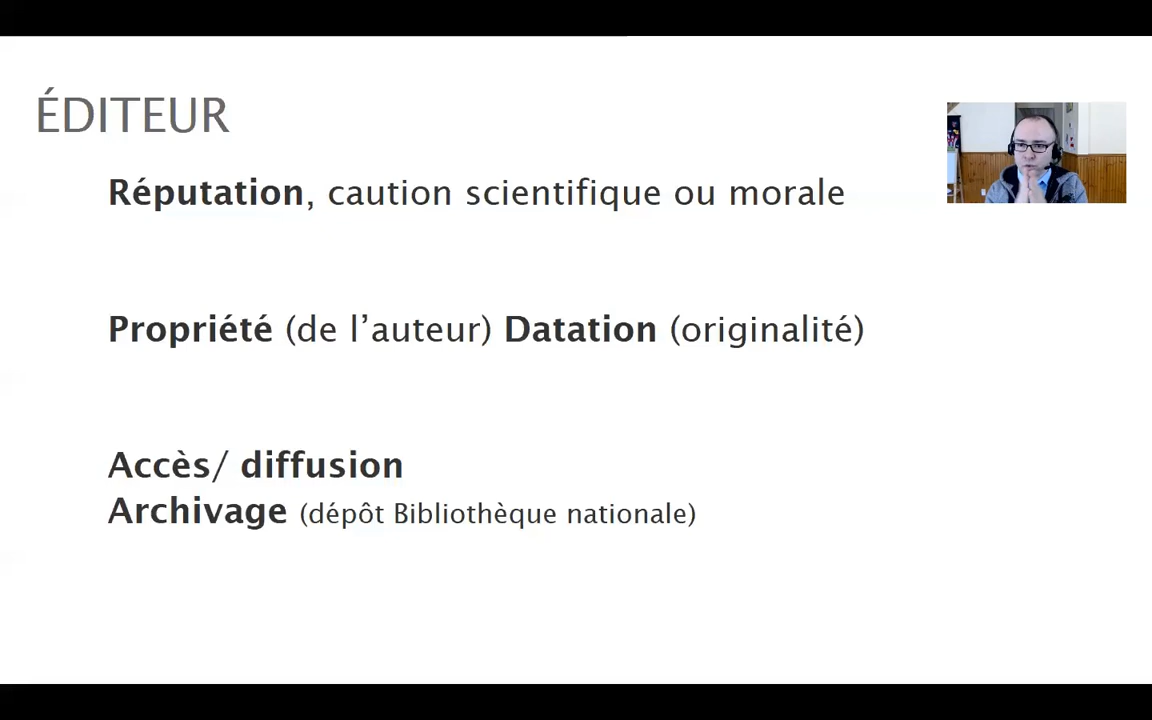 ÉDITEUR
Réputation, caution scientifique ou morale
Propriété (de l’auteur) Datation (originalité)
Accès/ diffusion
Archivage (dépôt Bibliothèque nationale)